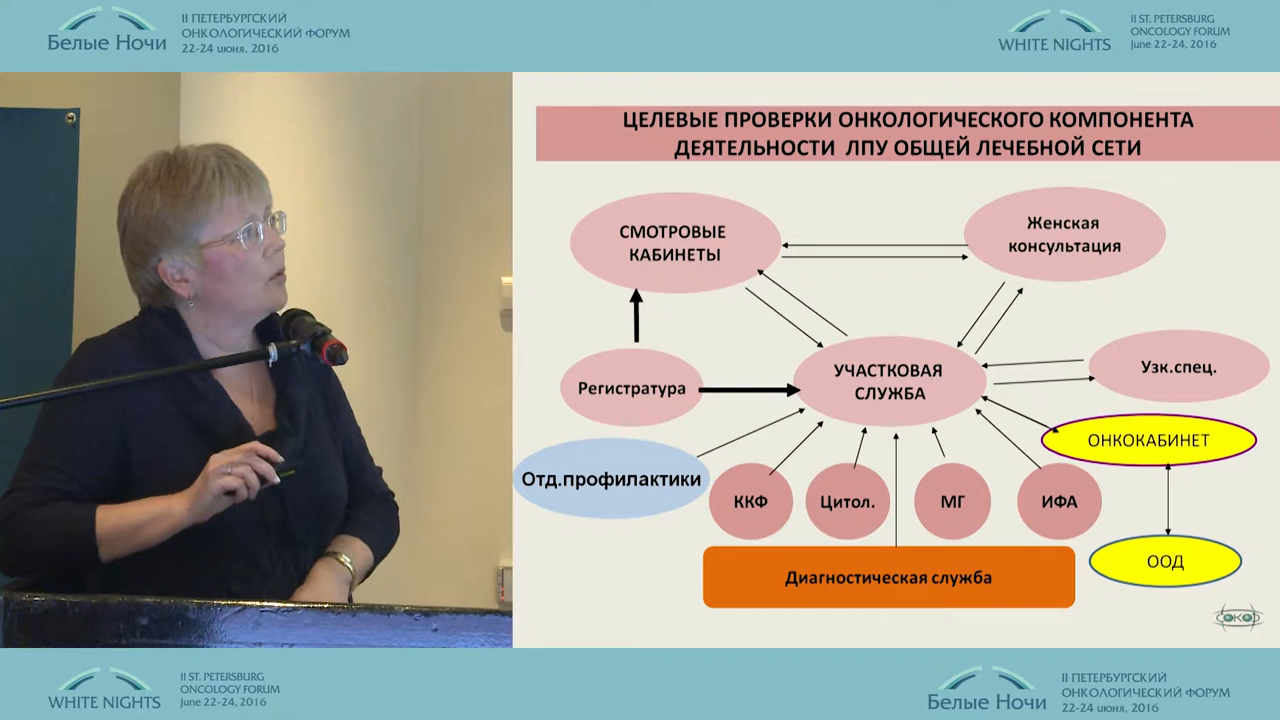 Белые Ночи
II ПЕТЕРБУРГСКИЙ
ОНКОЛОГИЧЕСКИЙ ФОРУМ
22-24 июня, 2016
WHITE NIGHTS
II ST. PETERSBURG
ONCOLOGY FORUM
June 22-24, 2016
ЦЕЛЕВЫЕ ПРОВЕРКИ ОНКОЛОГИЧЕСКОГО КОМПОНЕНТА
ДЕЯТЕЛЬНОСТИ ЛПУ ОБЩЕЙ ЛЕЧЕБНОЙ СЕТИ
СМОТРОВЫЕ
КАБИНЕТЫ
Женская
консультация
Регистратура
УЧАСТКОВАЯ
СЛУЖБА
Узк.спец.
ОНКОКАБИНЕТ
Отд.профилактики
ККФ
Цитол.
МГ
ИФА
ООД
Диагностическая служба
СОКОД
WHITE NIGHTS
II ST. PETERSBURG
ONCOLOGY FORUM
June 22-24, 2016
Белые Ночи
II ПЕТЕРБУРГСКИЙ
ОНКОЛОГИЧЕСКИЙ ФОРУМ
22-24 июня, 2016